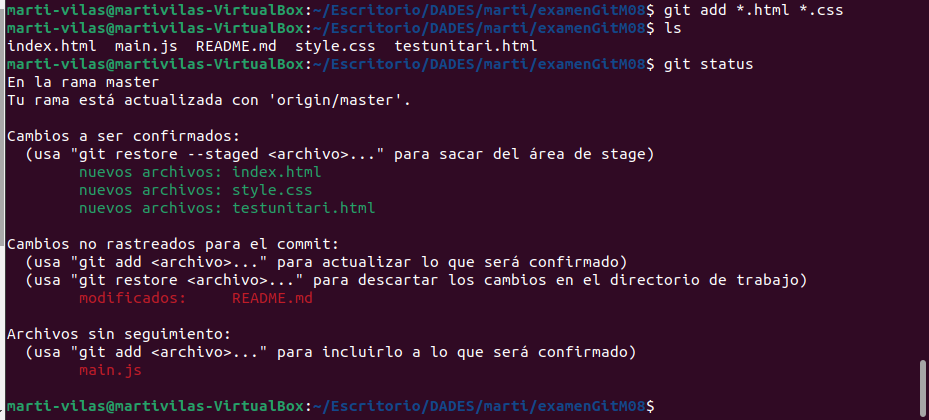 marti-vilas@martivilas-VirtualBox:~/Escritorio/DADES/marti/examenGitM08$ git add *.html *.css
marti-vilas@martivilas-VirtualBox:~/Escritorio/DADES/marti/examenGitM08$ ls
index.html  main.js  README.md  style.css  testunitari.html
marti-vilas@martivilas-VirtualBox:~/Escritorio/DADES/marti/examenGitM08$ git status
En la rama master
Tu rama está actualizada con 'origin/master'.
Cambios a ser confirmados:
  (usa "git restore --staged <archivo>..." para sacar del área de stage)
        nuevos archivos: index.html
        nuevos archivos: style.css
        nuevos archivos: testunitari.html
Cambios no rastreados para el commit:
  (usa "git add <archivo>..." para actualizar lo que será confirmado)
  (usa "git restore <archivo>..." para descartar los cambios en el directorio de trabajo)
        modificados:     README.md
Archivos sin seguimiento:
  (usa "git add <archivo>..." para incluirlo a lo que será confirmado)
        main.js
marti-vilas@martivilas-VirtualBox:~/Escritorio/DADES/marti/examenGitM08$